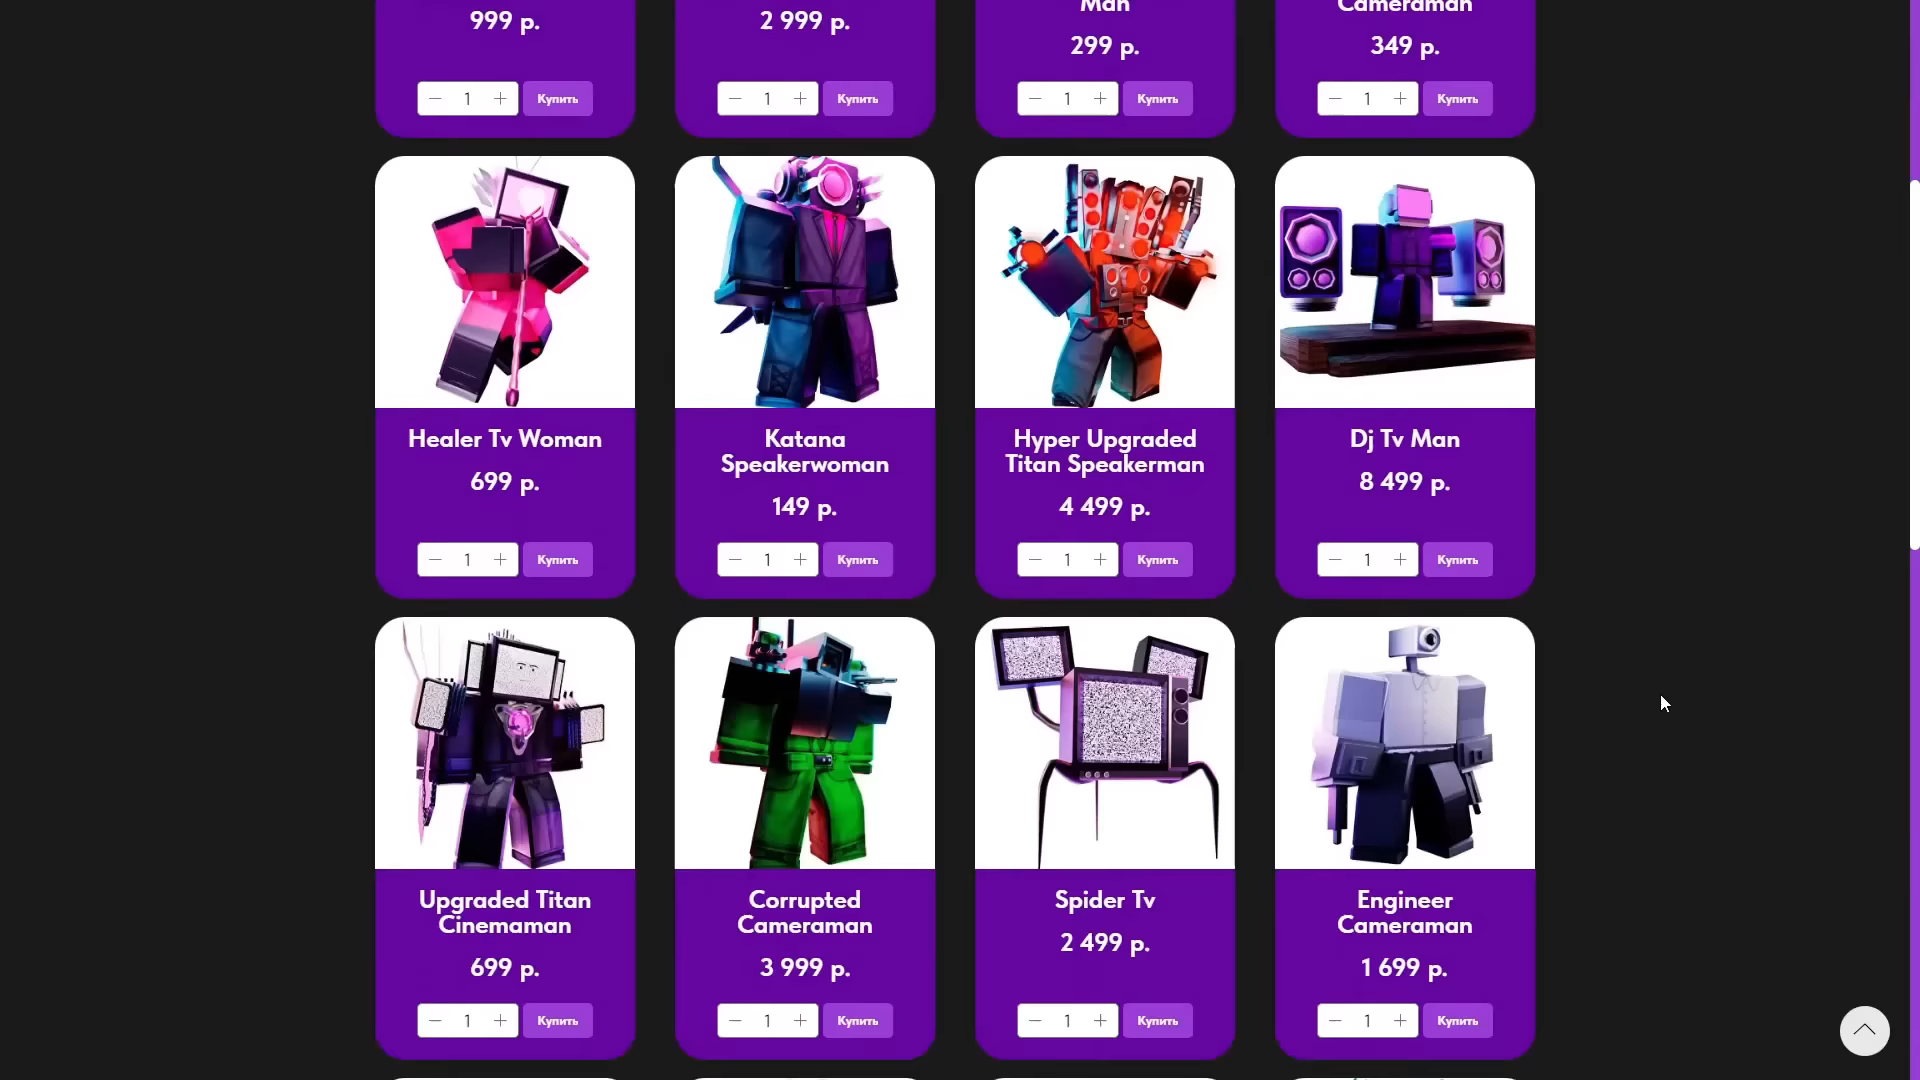 Man
Cameraman
999 р.
2 999 р.
299 р.
349 р.
1
Купить
1
Купить
1
Купить
1
Купить
Healer Tv Woman
699 р.
1
Купить
Katana
Speakerwoman
149 р.
1
Купить
Hyper Upgraded
Titan Speakerman
4 499 р.
1
Купить
Dj Tv Man
8 499 р.
1
Купить
Upgraded Titan
Cinemaman
699 р.
1
Купить
Corrupted
Cameraman
3 999 р.
1
Купить
Spider Tv
2 499 р.
1
Купить
Engineer
Cameraman
1 699 р.
1
Купить